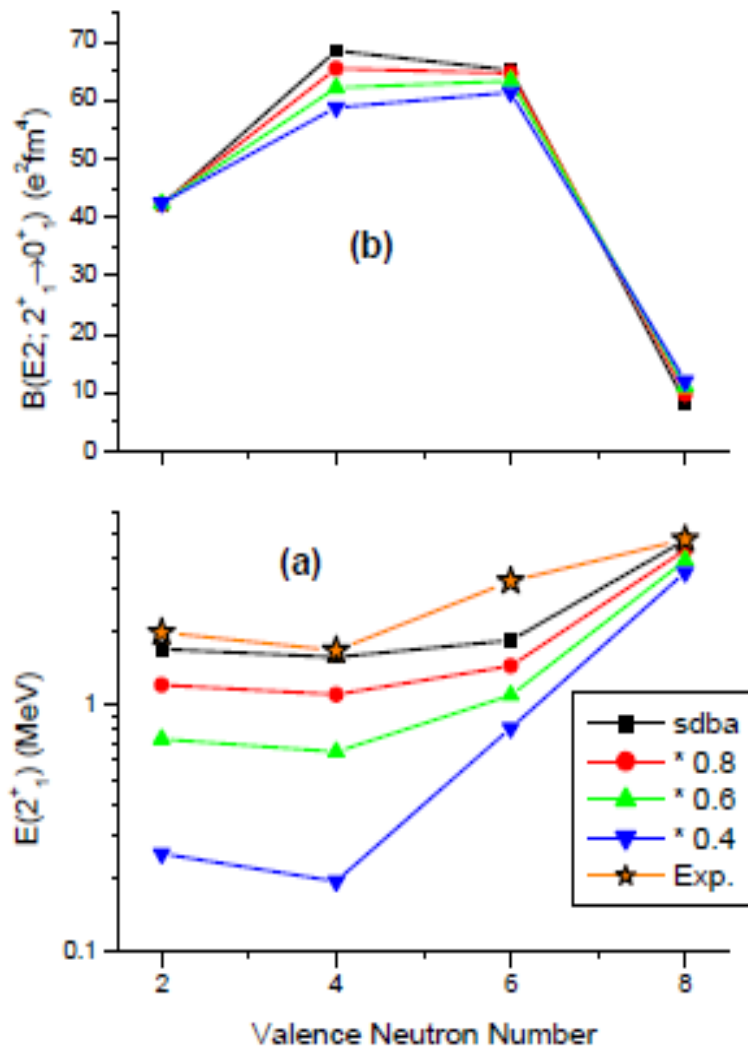 70
60
50
40
30
20
10
0
B(E2; 2⁺₁→0⁺₁) (e²fm⁴)
(b)
(a)
1
0.1
E(2⁺₁) (MeV)
sdba
* 0.8
* 0.6
* 0.4
Exp.
2 4 6 8
Valence Neutron Number